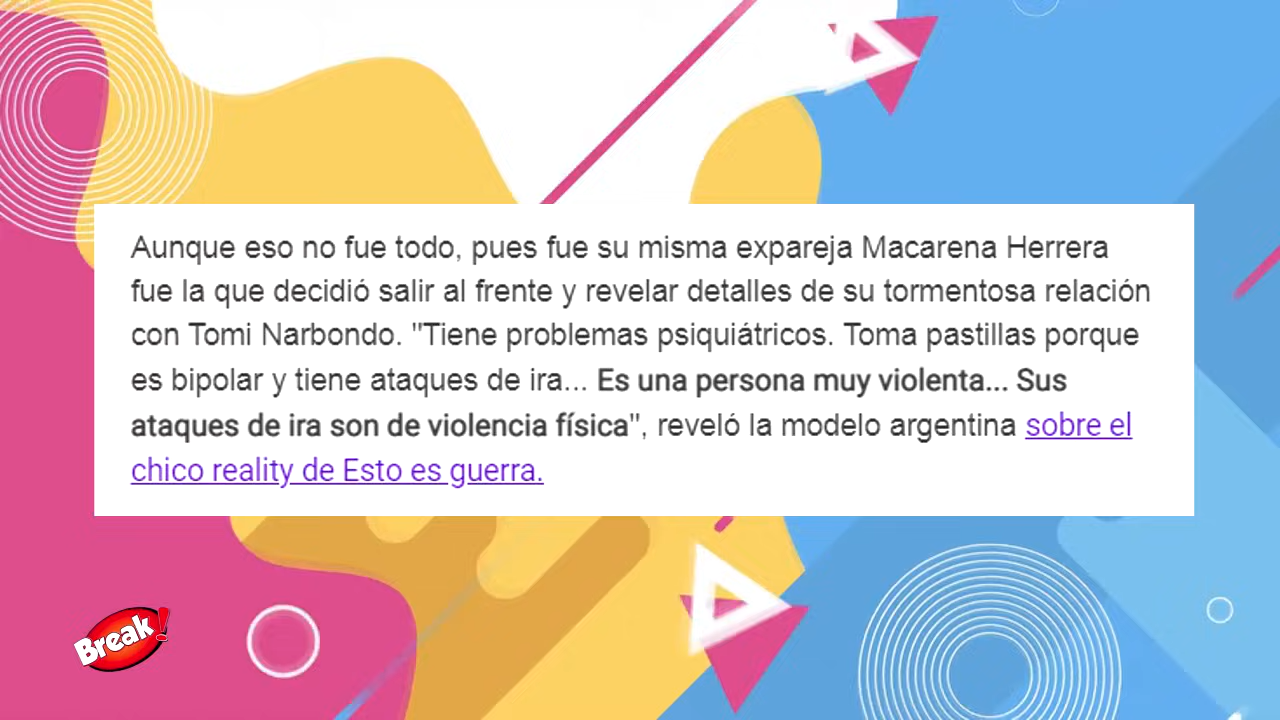 Aunque eso no fue todo, pues fue su misma expareja Macarena Herrera
fue la que decidió salir al frente y revelar detalles de su tormentosa relación
con Tomi Narbondo. "Tiene problemas psiquiátricos. Toma pastillas porque
es bipolar y tiene ataques de ira... Es una persona muy violenta... Sus
ataques de ira son de violencia física", reveló la modelo argentina sobre el
chico reality de Esto es guerra.
Break!